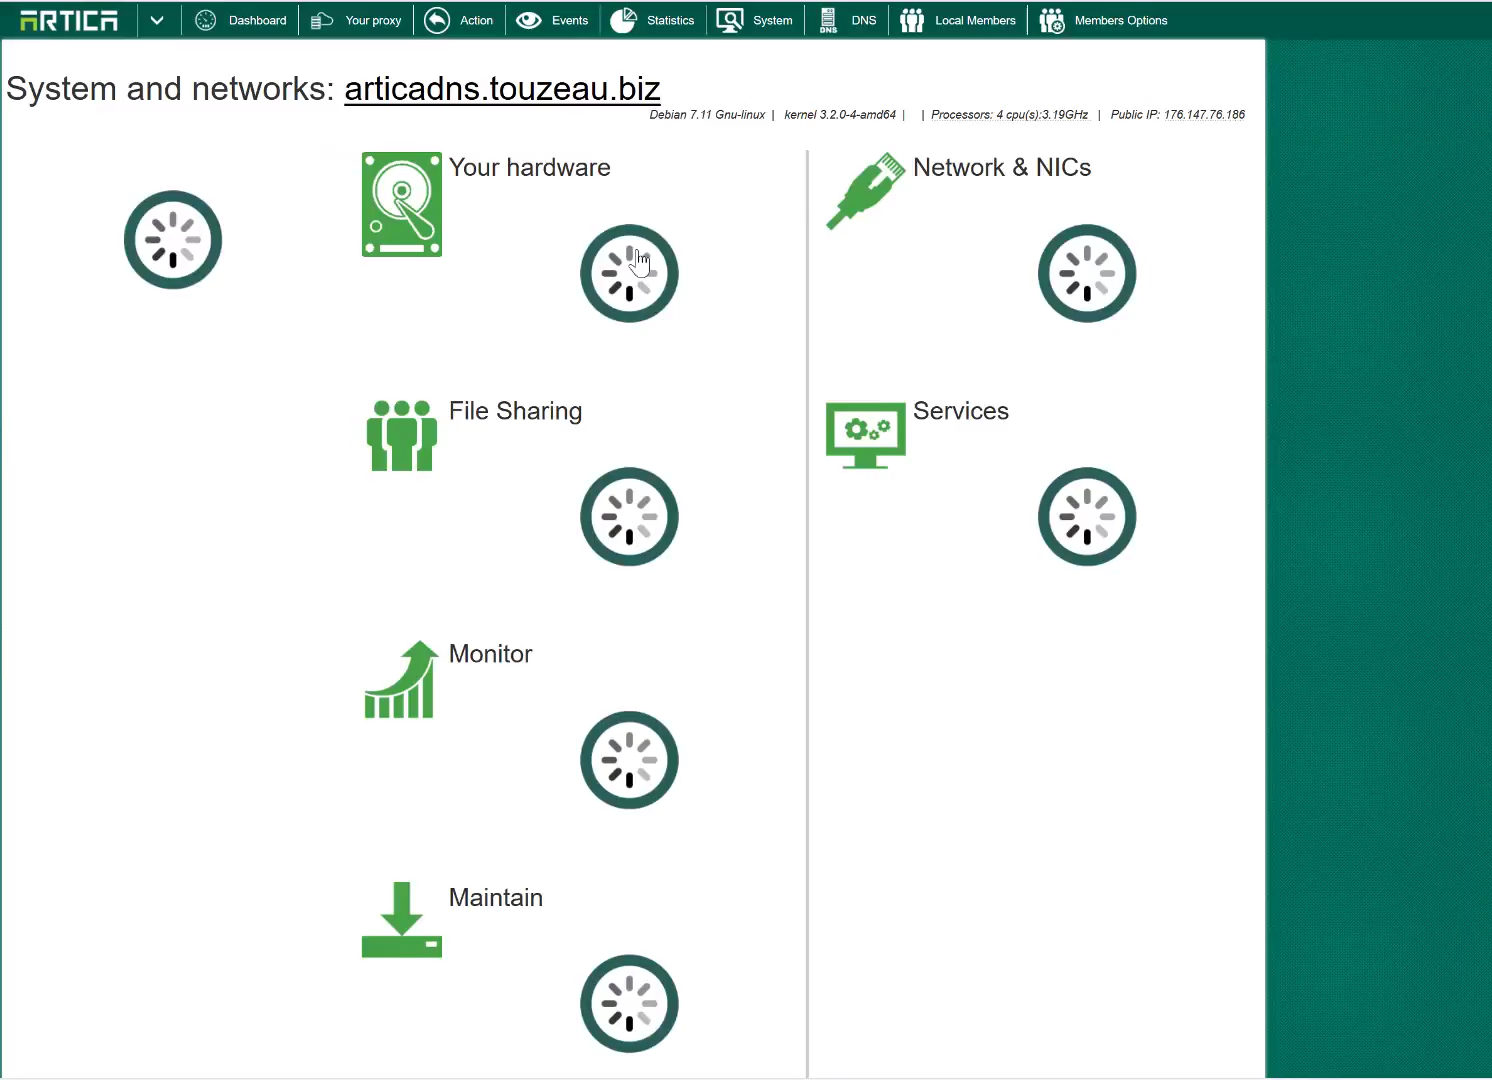 ARTICA Dashboard Your proxy Action Events Statistics System DNS DNS Local Members Members Options
System and networks: articadns.touzeau.biz
Debian 7.11 Gnu-linux | kernel 3.2.0-4-amd64 | | Processors: 4 cpu(s):3.19GHz | Public IP: 176.147.76.186
Your hardware
Network & NICs
File Sharing
Services
Monitor
Maintain